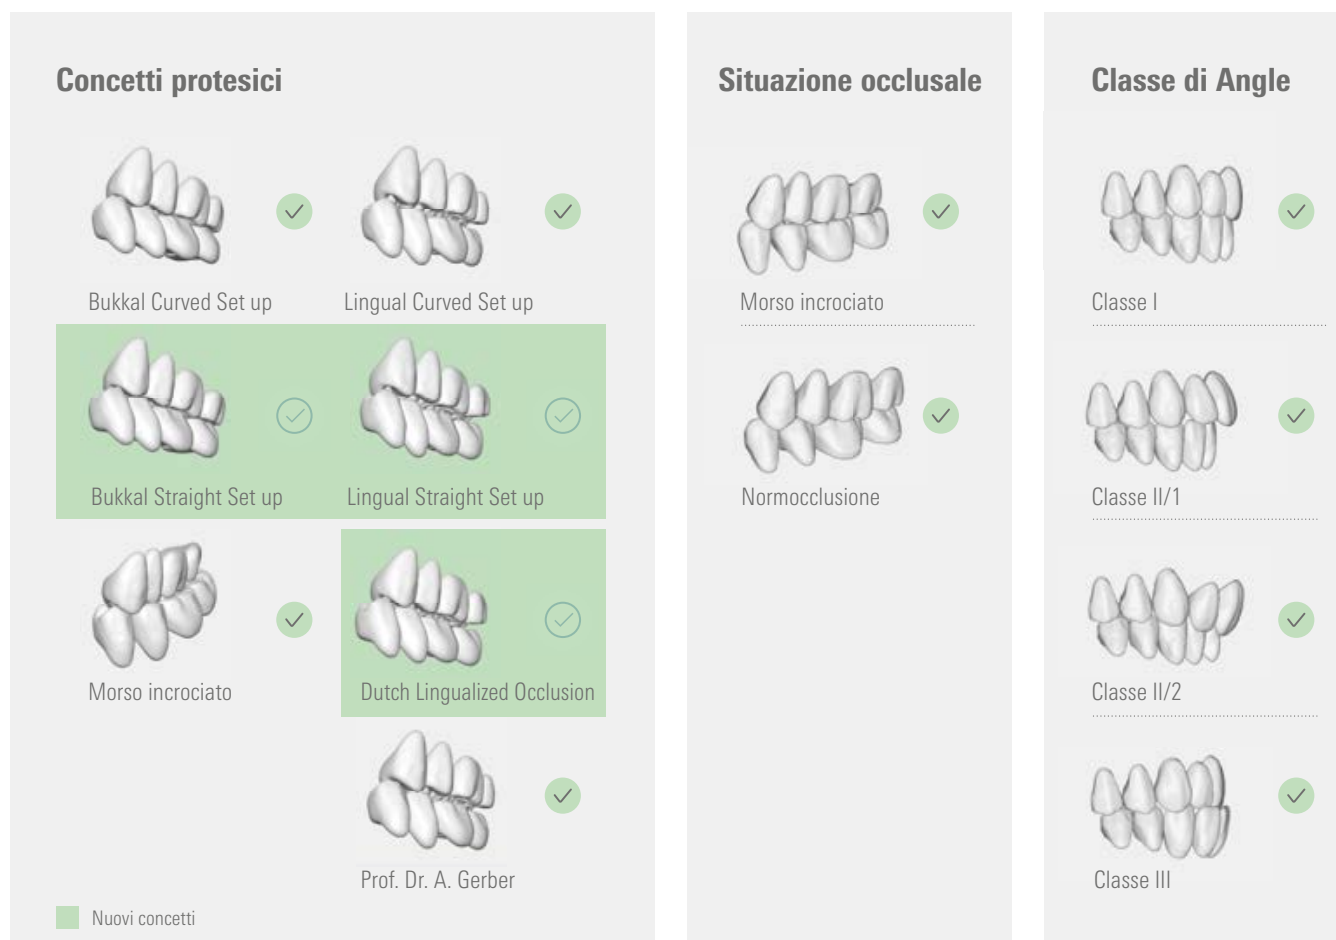 Concetti protesici
Bukkal Curved Set up
Lingual Curved Set up
Bukkal Straight Set up
Lingual Straight Set up
Morso incrociato
Dutch Lingualized Occlusion
Prof. Dr. A. Gerber
Nuovi concetti
Situazione occlusale
Morso incrociato
Normocclusione
Classe di Angle
Classe I
Classe II/1
Classe II/2
Classe III